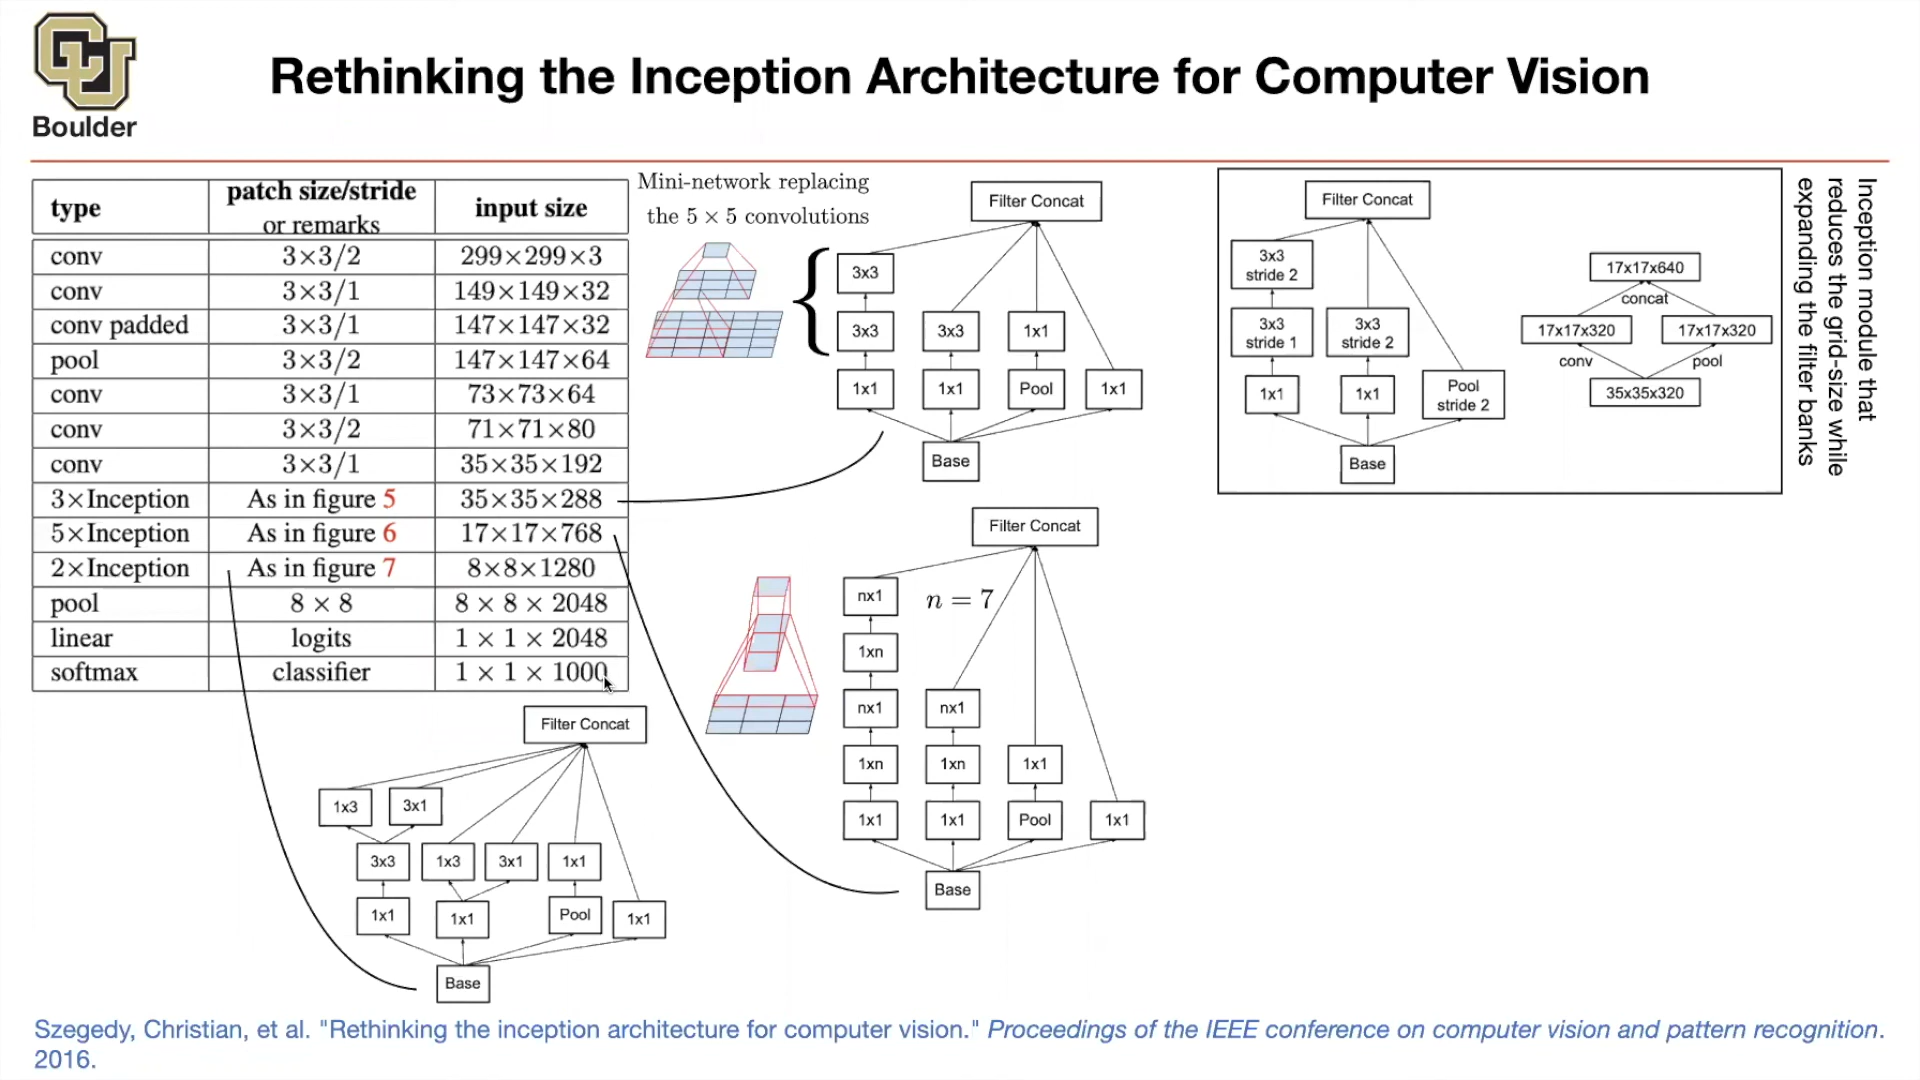 Boulder
Rethinking the Inception Architecture for Computer Vision
type patch size/stride or remarks input size
conv 3×3/2 299×299×3
conv 3×3/1 149×149×32
conv padded 3×3/1 147×147×32
pool 3×3/2 147×147×64
conv 3×3/1 73×73×64
conv 3×3/2 71×71×80
conv 3×3/1 35×35×192
3×Inception As in figure 5 35×35×288
5×Inception As in figure 6 17×17×768
2×Inception As in figure 7 8×8×1280
pool 8 × 8 8 × 8 × 2048
linear logits 1 × 1 × 2048
softmax classifier 1 × 1 × 1000
Mini-network replacing
the 5 × 5 convolutions
Filter Concat
3x3
3x3 3x3 1x1
1x1 1x1 Pool 1x1
Base
Filter Concat
3x3
stride 2
3x3
stride 1
3x3
stride 2
1x1 1x1
Pool
stride 2
Base
17x17x640
concat
17x17x320 17x17x320
conv pool
35x35x320
Inception module that
reduces the grid-size while
expanding the filter banks
Filter Concat
nx1
n = 7
1xn
nx1 nx1
1xn 1xn 1x1
1x1 1x1 Pool 1x1
Base
Filter Concat
1x3 3x1
3x3 1x3 3x1 1x1
1x1 1x1 Pool 1x1
Base
Szegedy, Christian, et al. "Rethinking the inception architecture for computer vision." Proceedings of the IEEE conference on computer vision and pattern recognition.
2016.